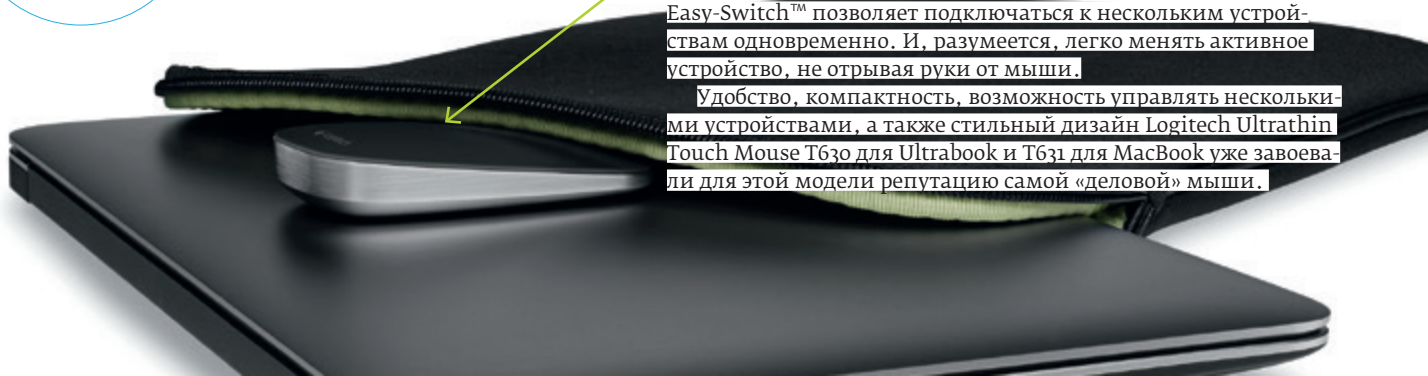 Easy-Switch™ позволяет подключаться к нескольким устрой-
ствам одновременно. И, разумеется, легко менять активное
устройство, не отрывая руки от мыши.
Удобство, компактность, возможность управлять нескольки-
ми устройствами, а также стильный дизайн Logitech Ultrathin
Touch Mouse T630 для Ultrabook и T631 для MacBook уже завоева-
ли для этой модели репутацию самой «деловой» мыши.